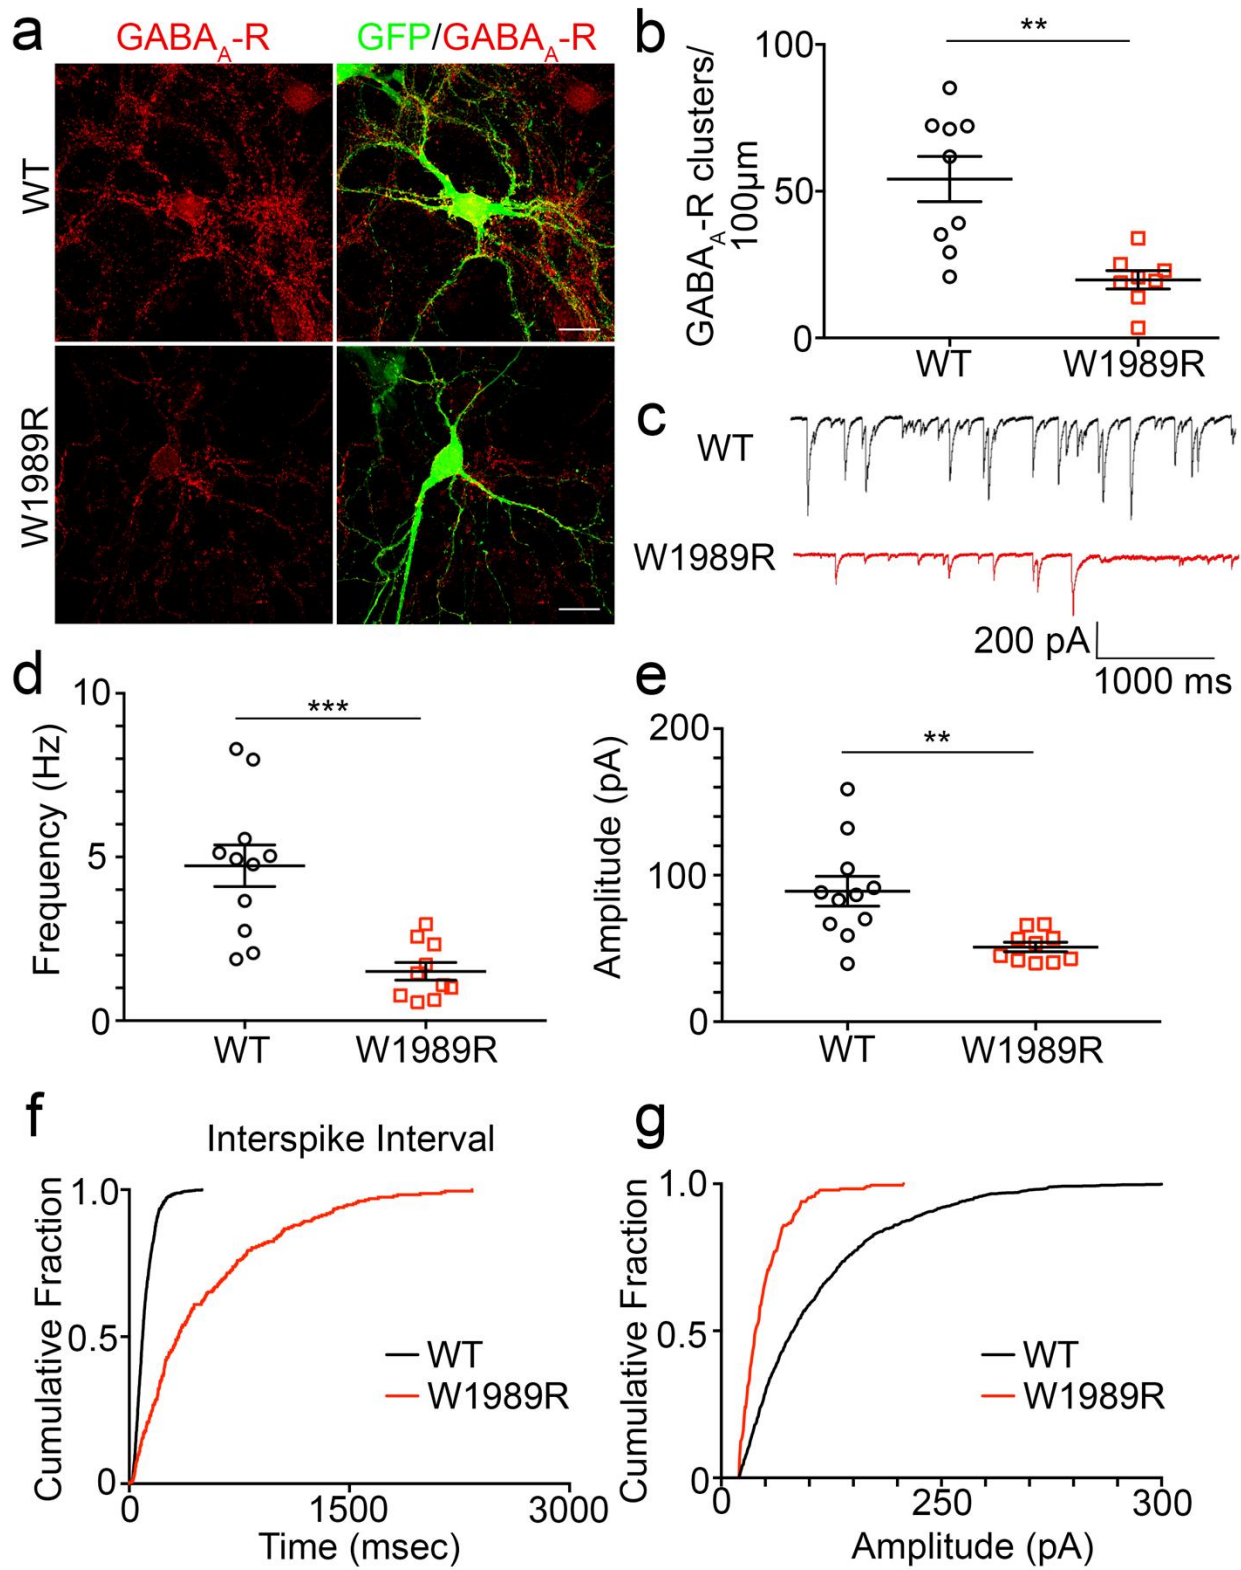 a
GABA_A-R
GFP/GABA_A-R
WT
W1989R
b
**
GABA_A-R clusters/
100µm
100
50
0
WT
W1989R
c
WT
W1989R
200 pA
1000 ms
d
***
Frequency (Hz)
10
5
0
WT
W1989R
e
**
Amplitude (pA)
200
100
0
WT
W1989R
f
Interspike Interval
Cumulative Fraction
1.0
0.5
0
WT
W1989R
0
1500
3000
Time (msec)
g
Cumulative Fraction
1.0
0.5
0
WT
W1989R
0
250
300
Amplitude (pA)